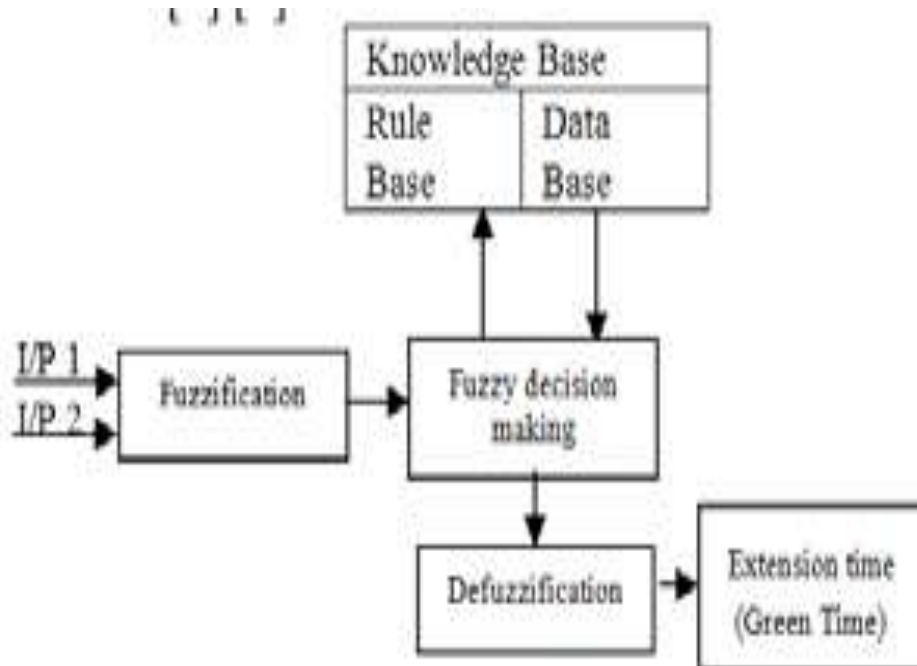 Knowledge Base
Rule
Base
Data
Base
I/P 1
I/P 2
Fuzzification
Fuzzy decision
making
Defuzzification
Extension time
(Green Time)